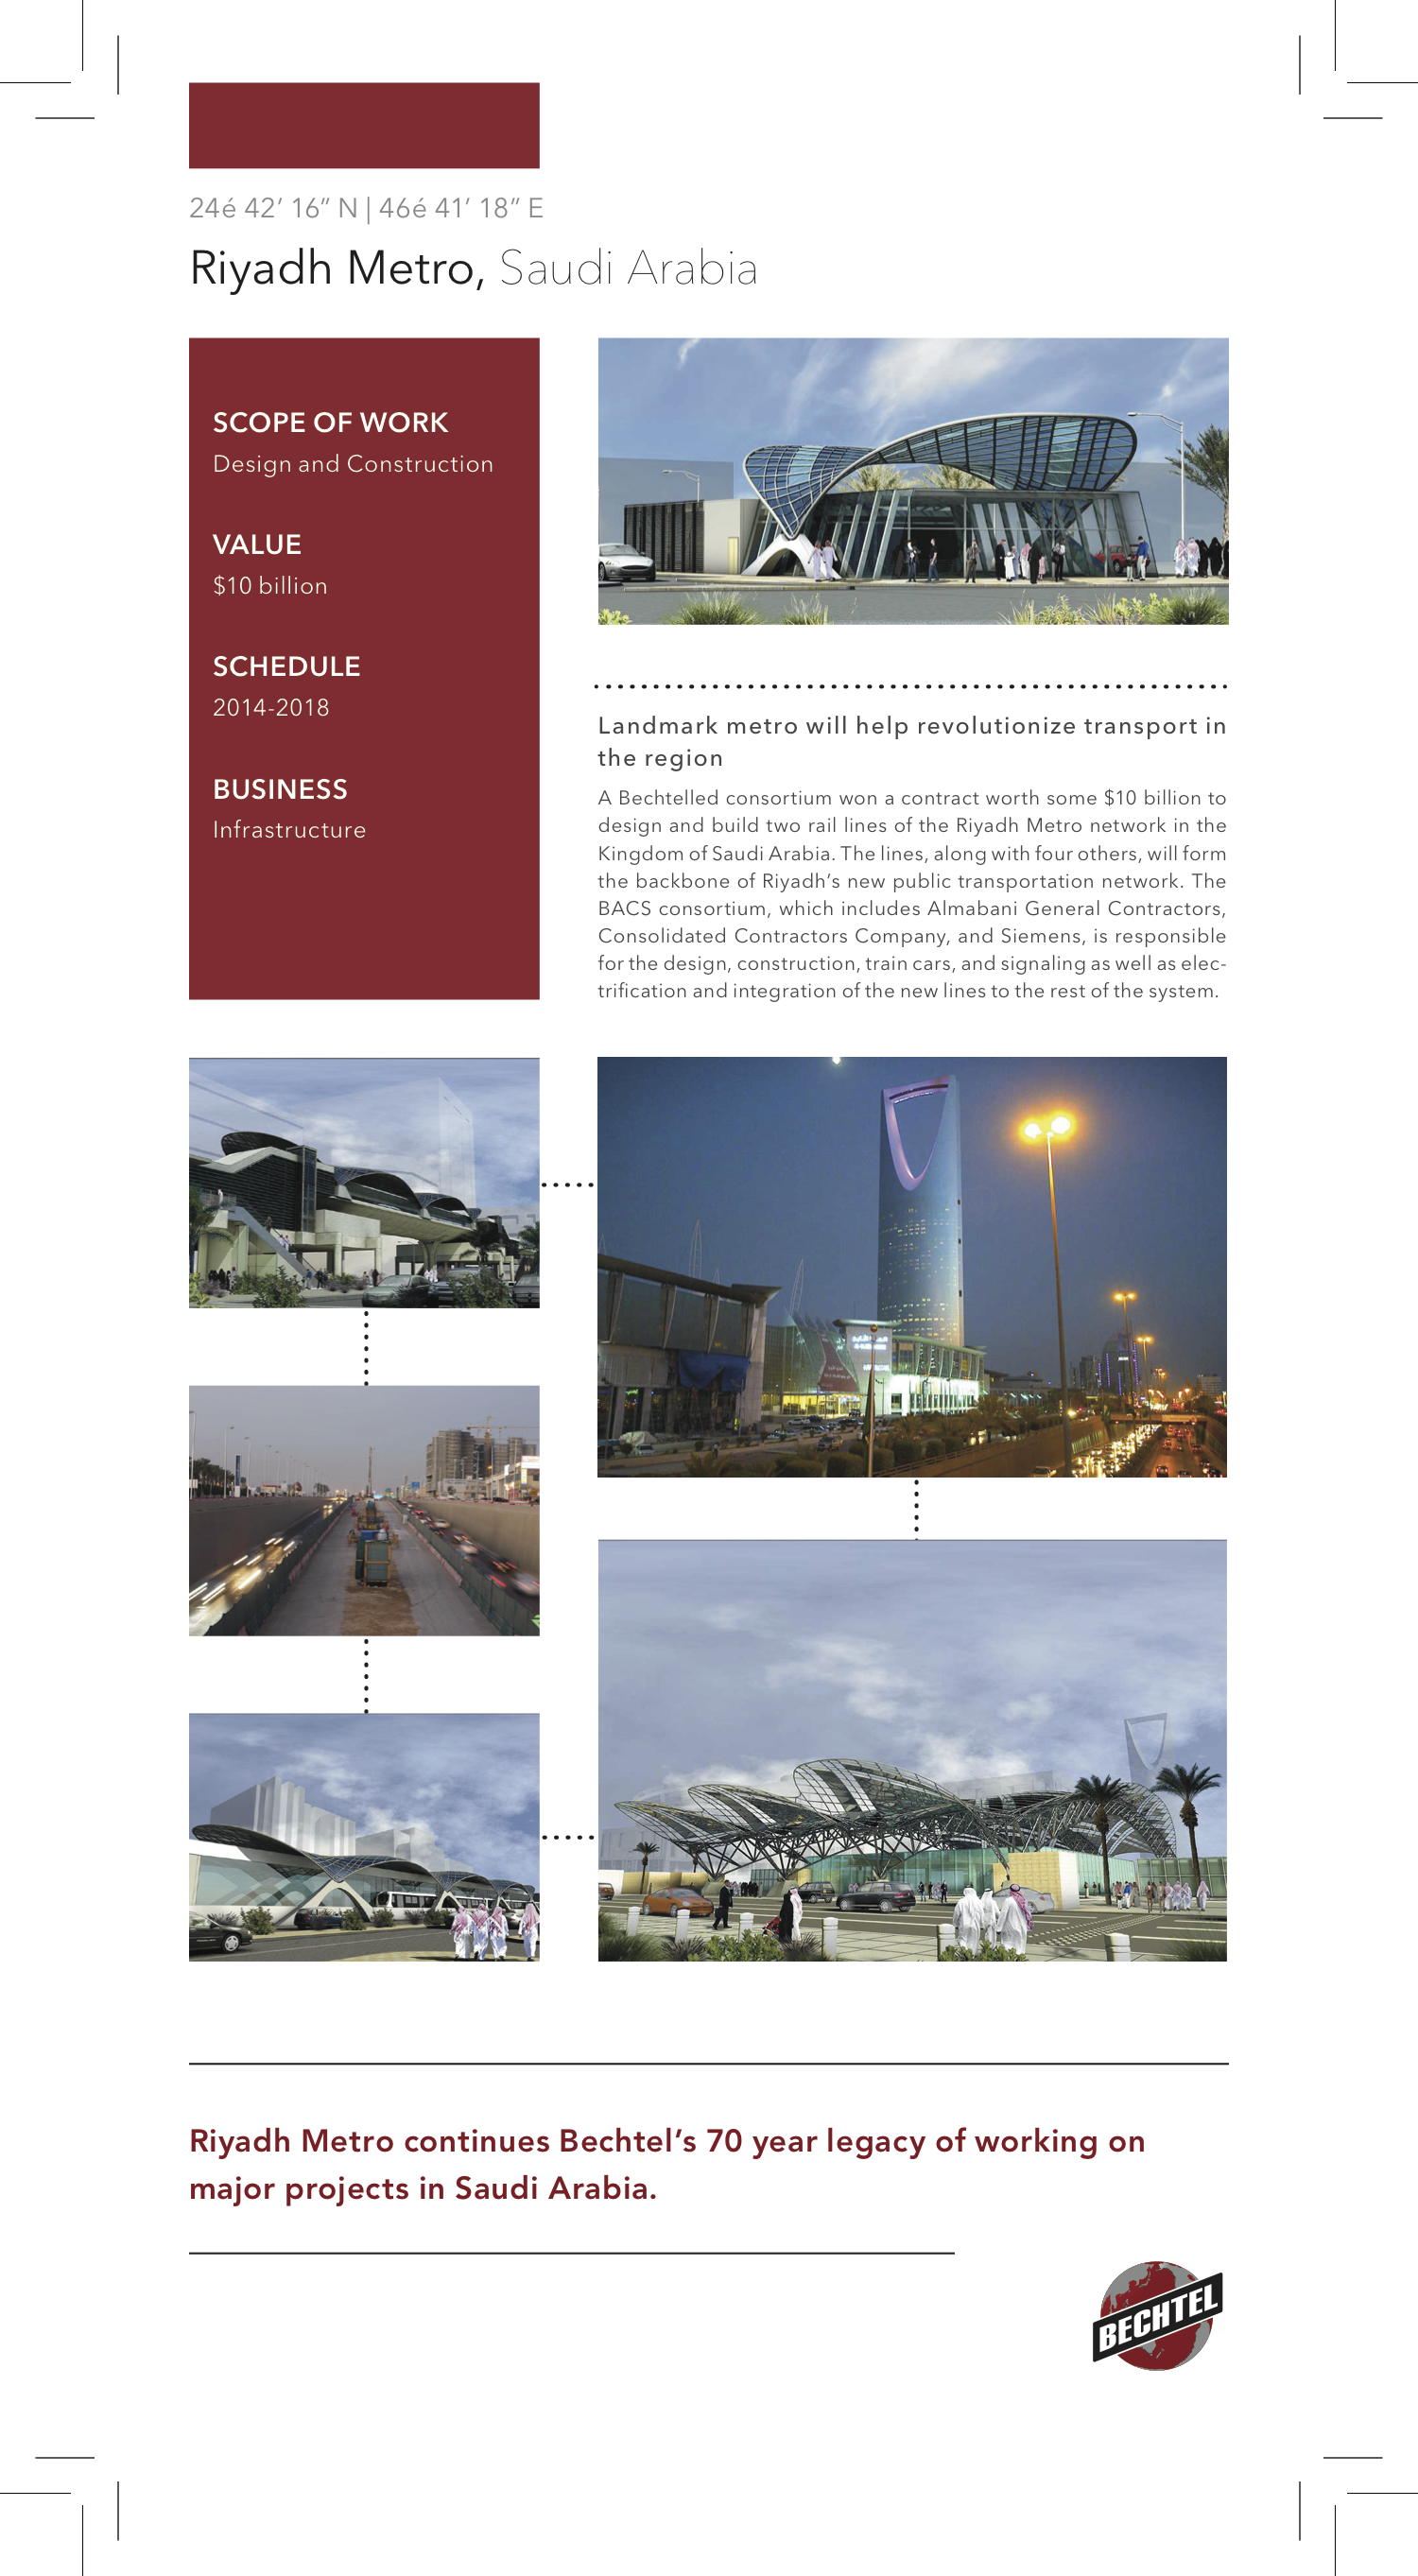 24é 42’ 16” N | 46é 41’ 18” E
Riyadh Metro, Saudi Arabia
SCOPE OF WORK
Design and Construction
VALUE
$10 billion
SCHEDULE
2014-2018
BUSINESS
Infrastructure
Landmark metro will help revolutionize transport in
the region
A Bechtelled consortium won a contract worth some $10 billion to
design and build two rail lines of the Riyadh Metro network in the
Kingdom of Saudi Arabia. The lines, along with four others, will form
the backbone of Riyadh’s new public transportation network. The
BACS consortium, which includes Almabani General Contractors,
Consolidated Contractors Company, and Siemens, is responsible
for the design, construction, train cars, and signaling as well as elec-
trification and integration of the new lines to the rest of the system.
Riyadh Metro continues Bechtel’s 70 year legacy of working on
major projects in Saudi Arabia.
BECHTEL